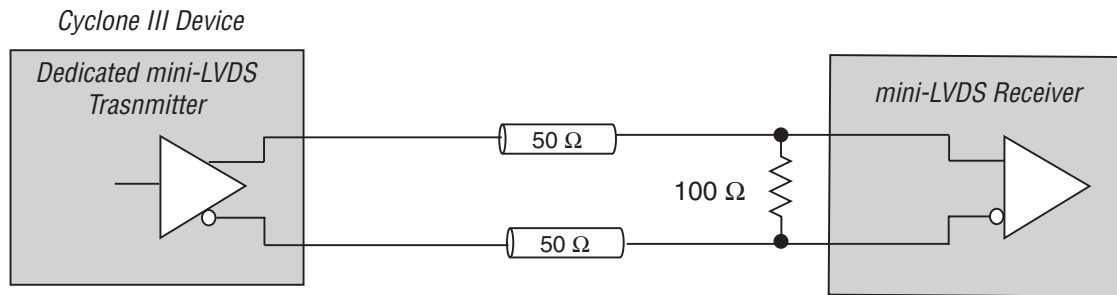 Cyclone III Device
Dedicated mini-LVDS
Trasnmitter
mini-LVDS Receiver
50 Ω
100 Ω
50 Ω